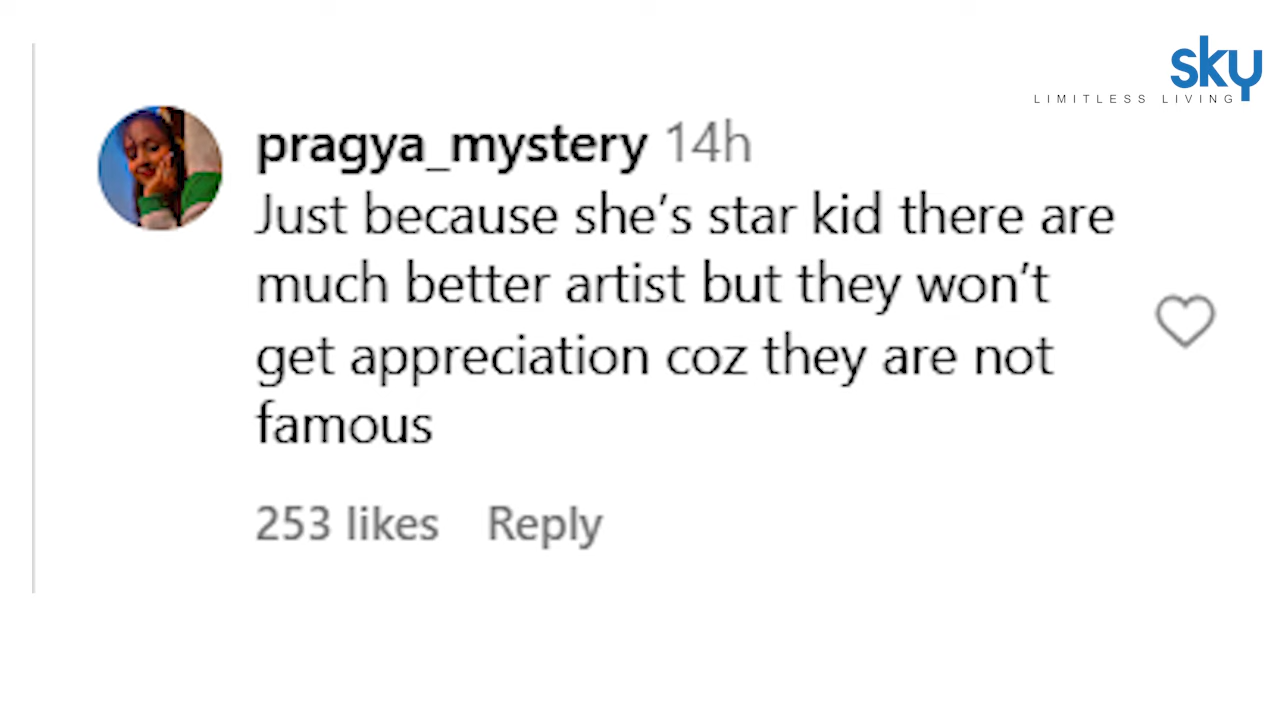 sky
LIMITLESS LIVING
pragya_mystery 14h
Just because she's star kid there are
much better artist but they won't
get appreciation coz they are not
famous
253 likes Reply